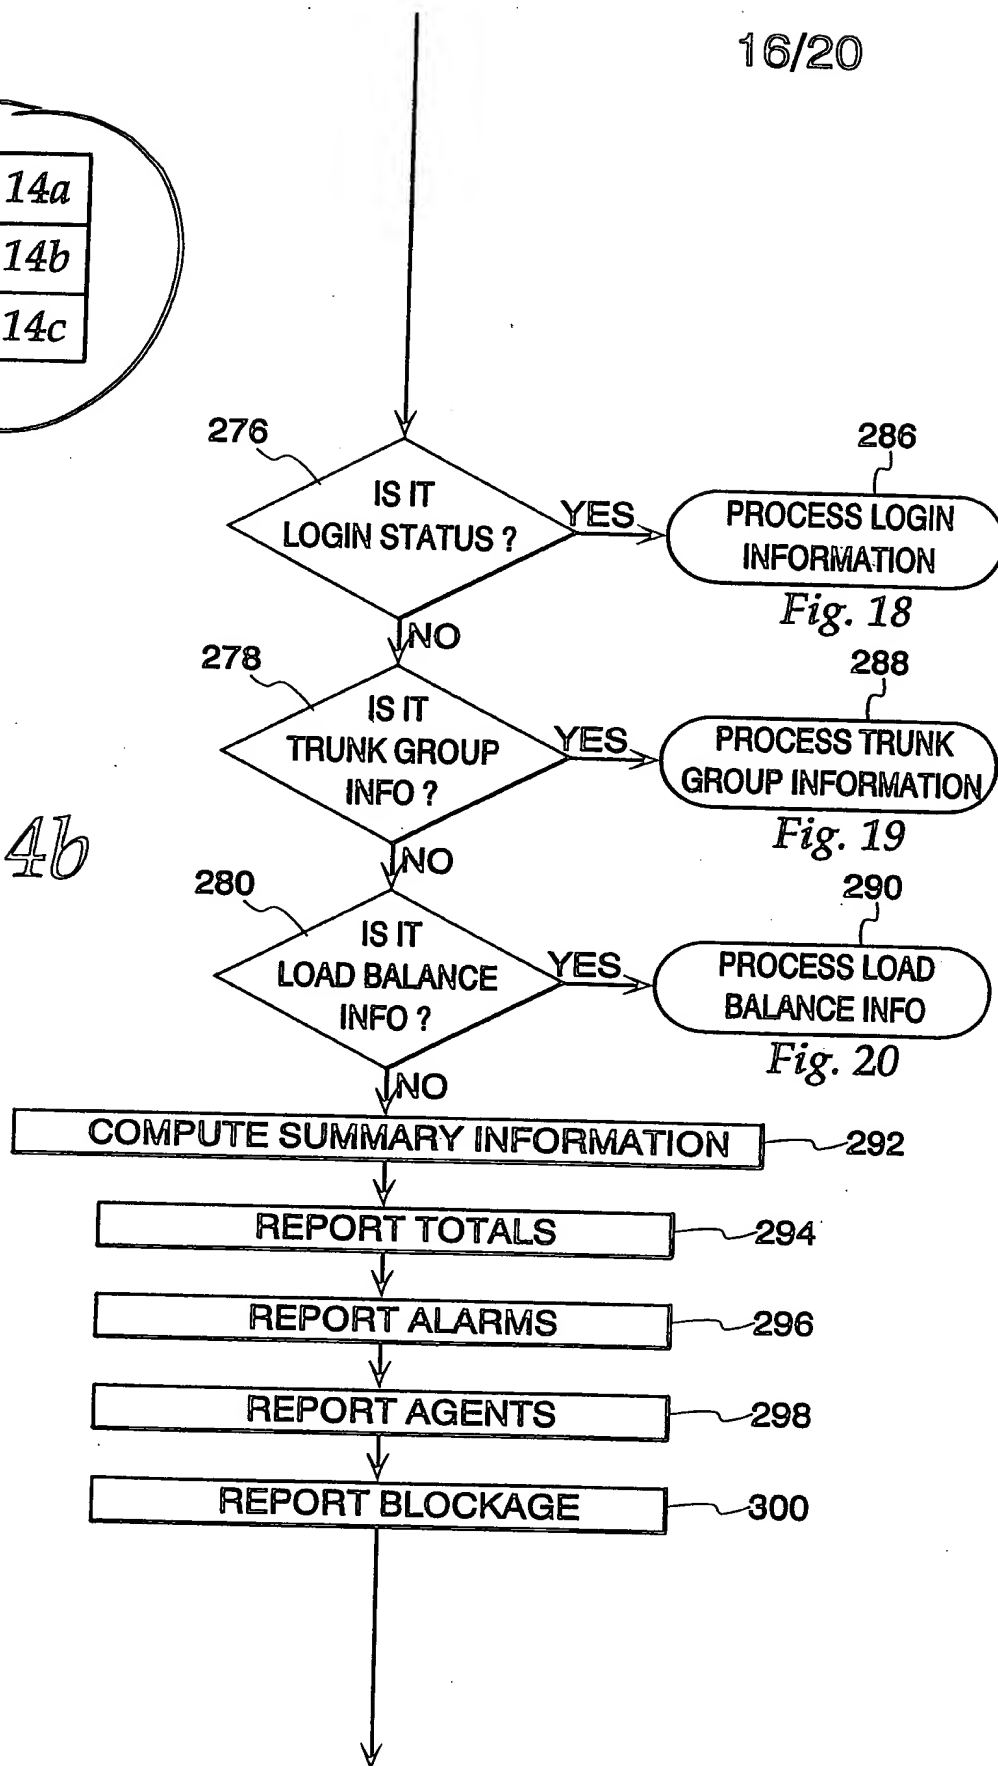 16/20
14a
14b
14c
276
IS IT
LOGIN STATUS ?
YES
286
PROCESS LOGIN
INFORMATION
Fig. 18
NO
278
IS IT
TRUNK GROUP
INFO ?
YES
288
PROCESS TRUNK
GROUP INFORMATION
Fig. 19
4b
NO
280
IS IT
LOAD BALANCE
INFO ?
YES
290
PROCESS LOAD
BALANCE INFO
Fig. 20
NO
COMPUTE SUMMARY INFORMATION
292
REPORT TOTALS
294
REPORT ALARMS
296
REPORT AGENTS
298
REPORT BLOCKAGE
300